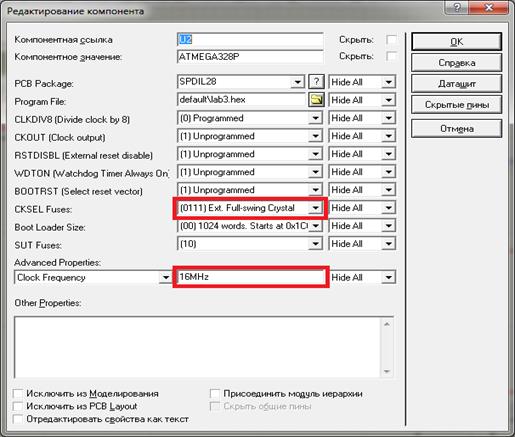 Редактирование компонента
Компонентная ссылка U2 Скрыть:
Компонентное значение: ATMEGA328P Скрыть:
PCB Package: SPDIL28 ? Hide All
Program File: default\lab3.hex Hide All
CLKDIV8 (Divide clock by 8) (0) Programmed Hide All
CKOUT (Clock output) (1) Unprogrammed Hide All
RSTDISBL (External reset disable) (1) Unprogrammed Hide All
WDTON (Watchdog Timer Always On) (1) Unprogrammed Hide All
BOOTRST (Select reset vector) (1) Unprogrammed Hide All
CKSEL Fuses: (0111) Ext. Full-swing Crystal Hide All
Boot Loader Size: (00) 1024 words. Starts at 0x1C Hide All
SUT Fuses: (10) Hide All
Advanced Properties:
Clock Frequency 16MHz Hide All
Other Properties:
Исключить из Моделирования Присоединить модуль иерархии
Исключить из PCB Layout Скрыть общие пины
Отредактировать свойства как текст
OK
Справка
Даташит
Скрытые пины
Отмена